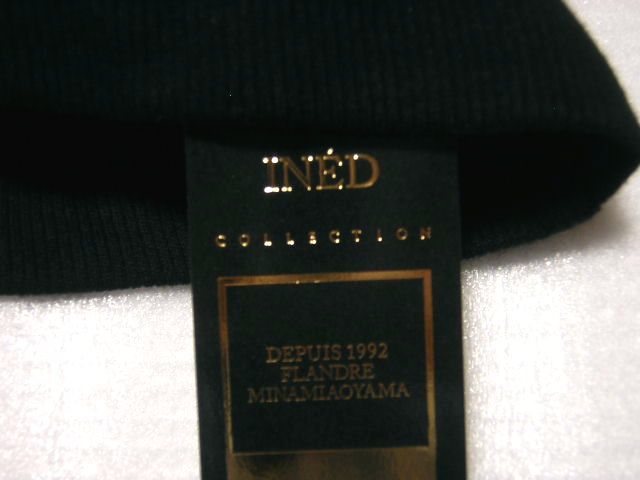 INÉD
COLLECTION
DEPUIS 1992
FLANDRE
MINAMIAOYAMA